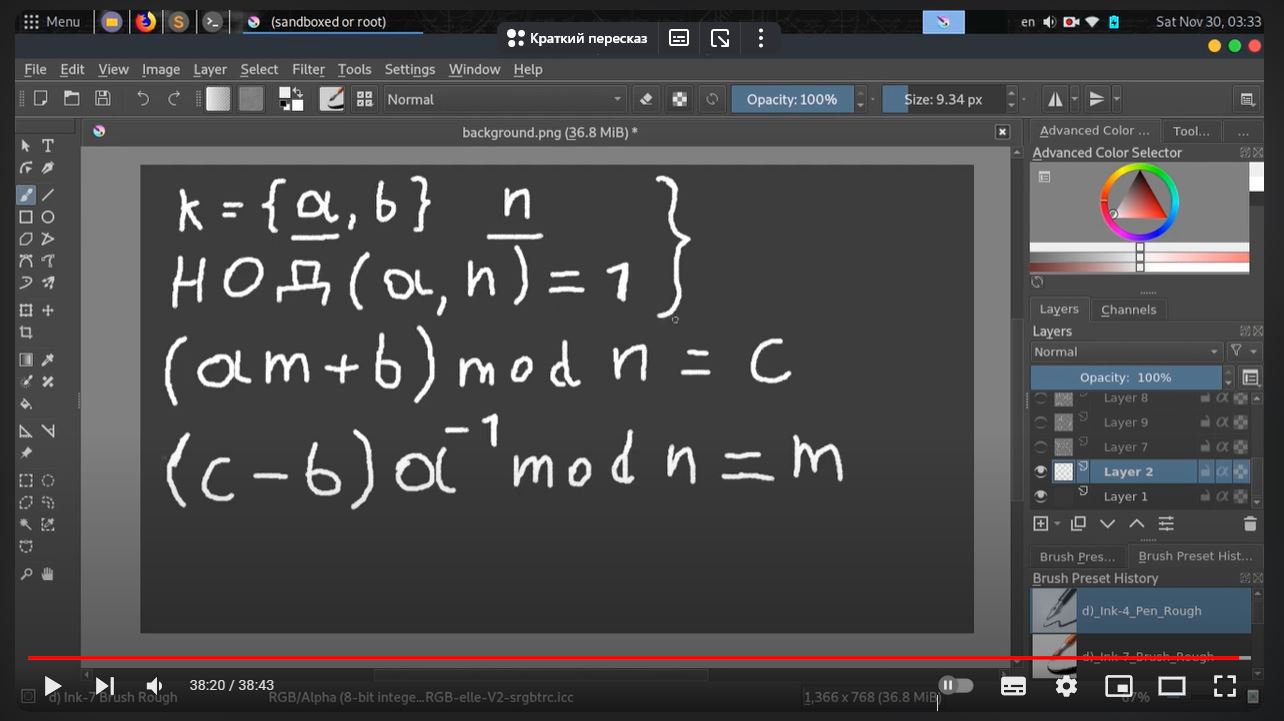 Menu (sandboxed or root) en Sat Nov 30, 03:33
Краткий пересказ
File Edit View Image Layer Select Filter Tools Settings Window Help
Normal Opacity: 100% Size: 9.34 px
background.png (36.8 MiB) *
Advanced Color ... Tool... ...
Advanced Color Selector
k = {a, b} n
НОД (a, n) = 1
(am + b) mod n = c
(c - b) a⁻¹ mod n = m
Layers Channels
Layers
Normal
Opacity: 100%
Layer 8
Layer 9
Layer 7
Layer 2
Layer 1
Brush Pres... Brush Preset Hist...
Brush Preset History
d)_Ink-4_Pen_Rough
d)_Ink-7_Brush_Rough
38:20 / 38:43
d) Ink-7 Brush Rough RGB/Alpha (8-bit intege...RGB-elle-V2-srgbtrc.icc 1,366 x 768 (36.8 MiB) 67%